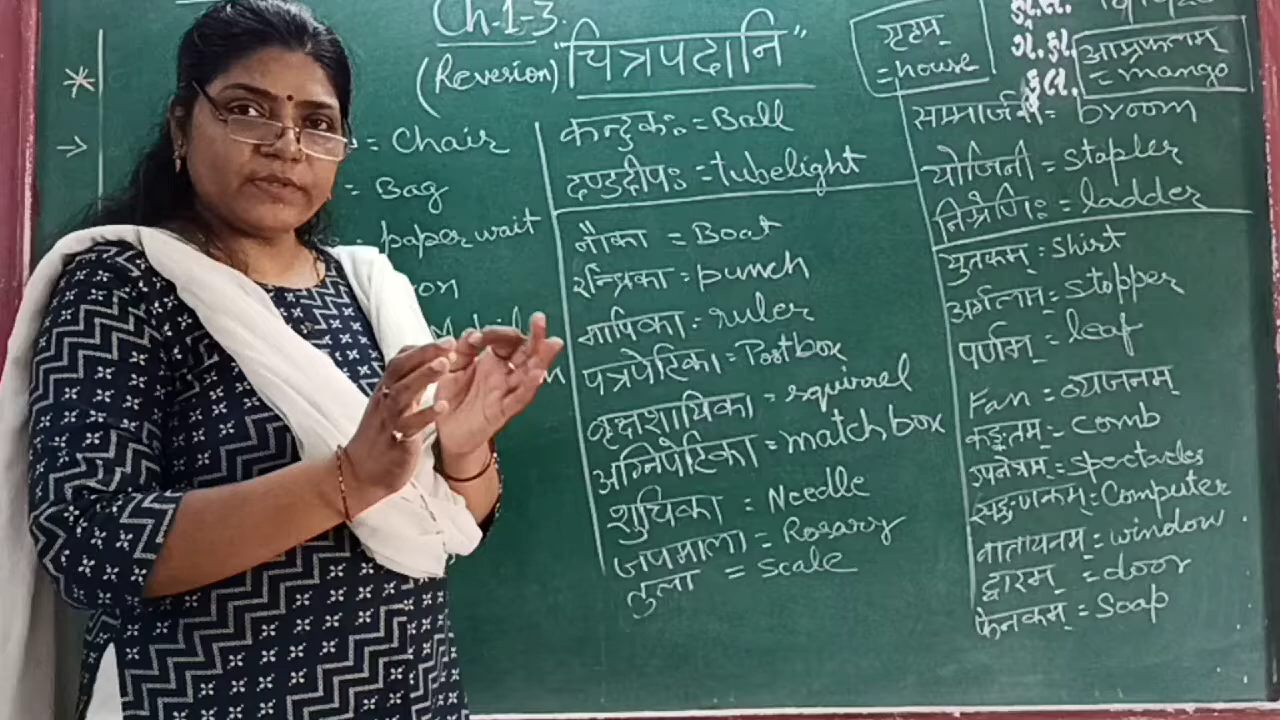 Ch-1-3.
(Revesion)
"चित्रपदानि"
= Chair
= Bag
paper wait
कन्दुकः = Ball
दण्डदीपः = tubelight
नौका = Boat
रन्ध्रिका = punch
मापिका = ruler
पत्रपेटिका = Postbox
वृक्षशायिका = squirrel
अग्निपेटिका = match box
शुचिका = Needle
जपमाला = Rosary
तुला = scale
गृहम्
= house
आम्रफलम्
= mango
सम्मार्जनी = broom
योजिनी = stapler
निश्रेणिः = ladder
युतकम् = shirt
अर्गलम् = stopper
पर्णम् = leaf
Fan = व्यजनम्
कङ्कतम् = comb
उपनेत्रम् = spectacles
सङ्गणकम् = Computer
वातायनम् = window
द्वारम् = door
फेनकम् = Soap